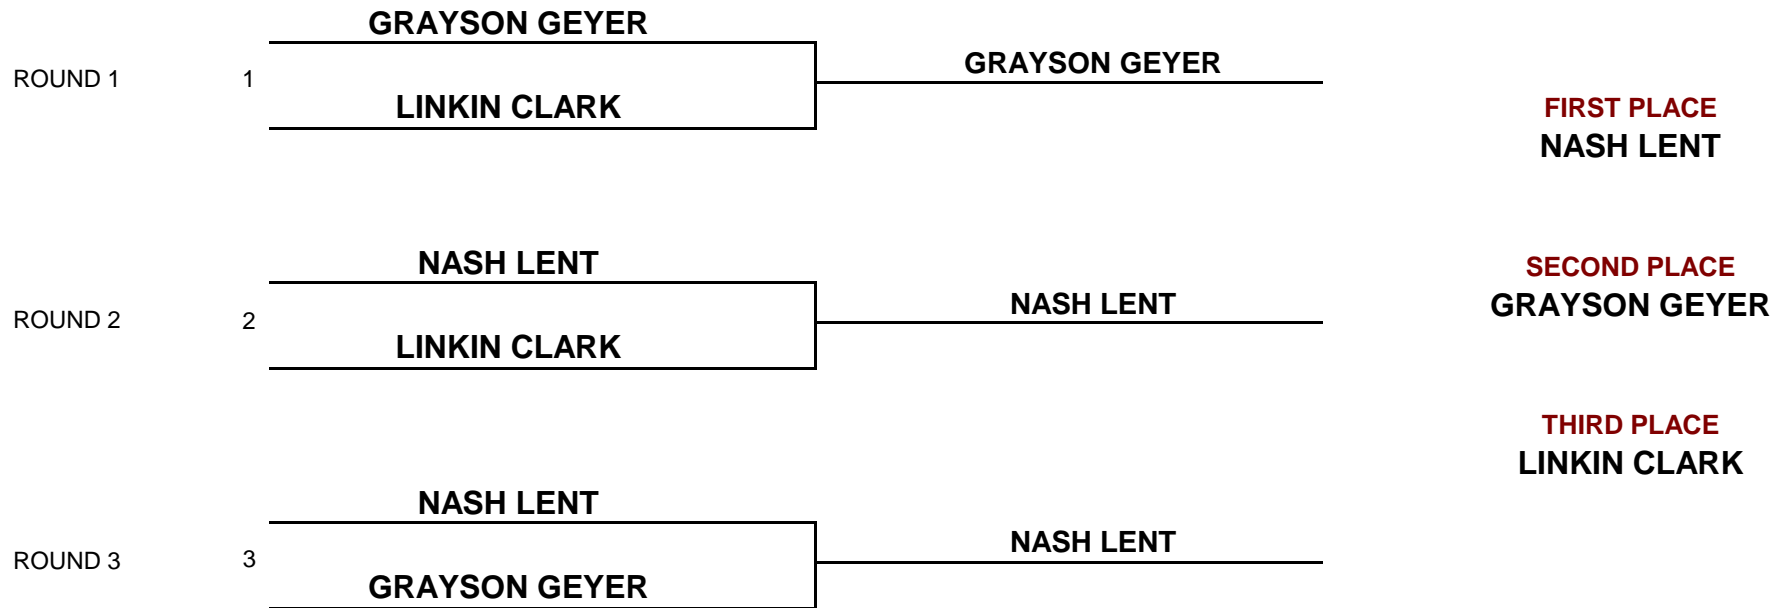 GRAYSON GEYER
ROUND 1
1
GRAYSON GEYER
LINKIN CLARK
FIRST PLACE
NASH LENT
NASH LENT
ROUND 2
2
NASH LENT
LINKIN CLARK
SECOND PLACE
GRAYSON GEYER
THIRD PLACE
LINKIN CLARK
NASH LENT
ROUND 3
3
NASH LENT
GRAYSON GEYER